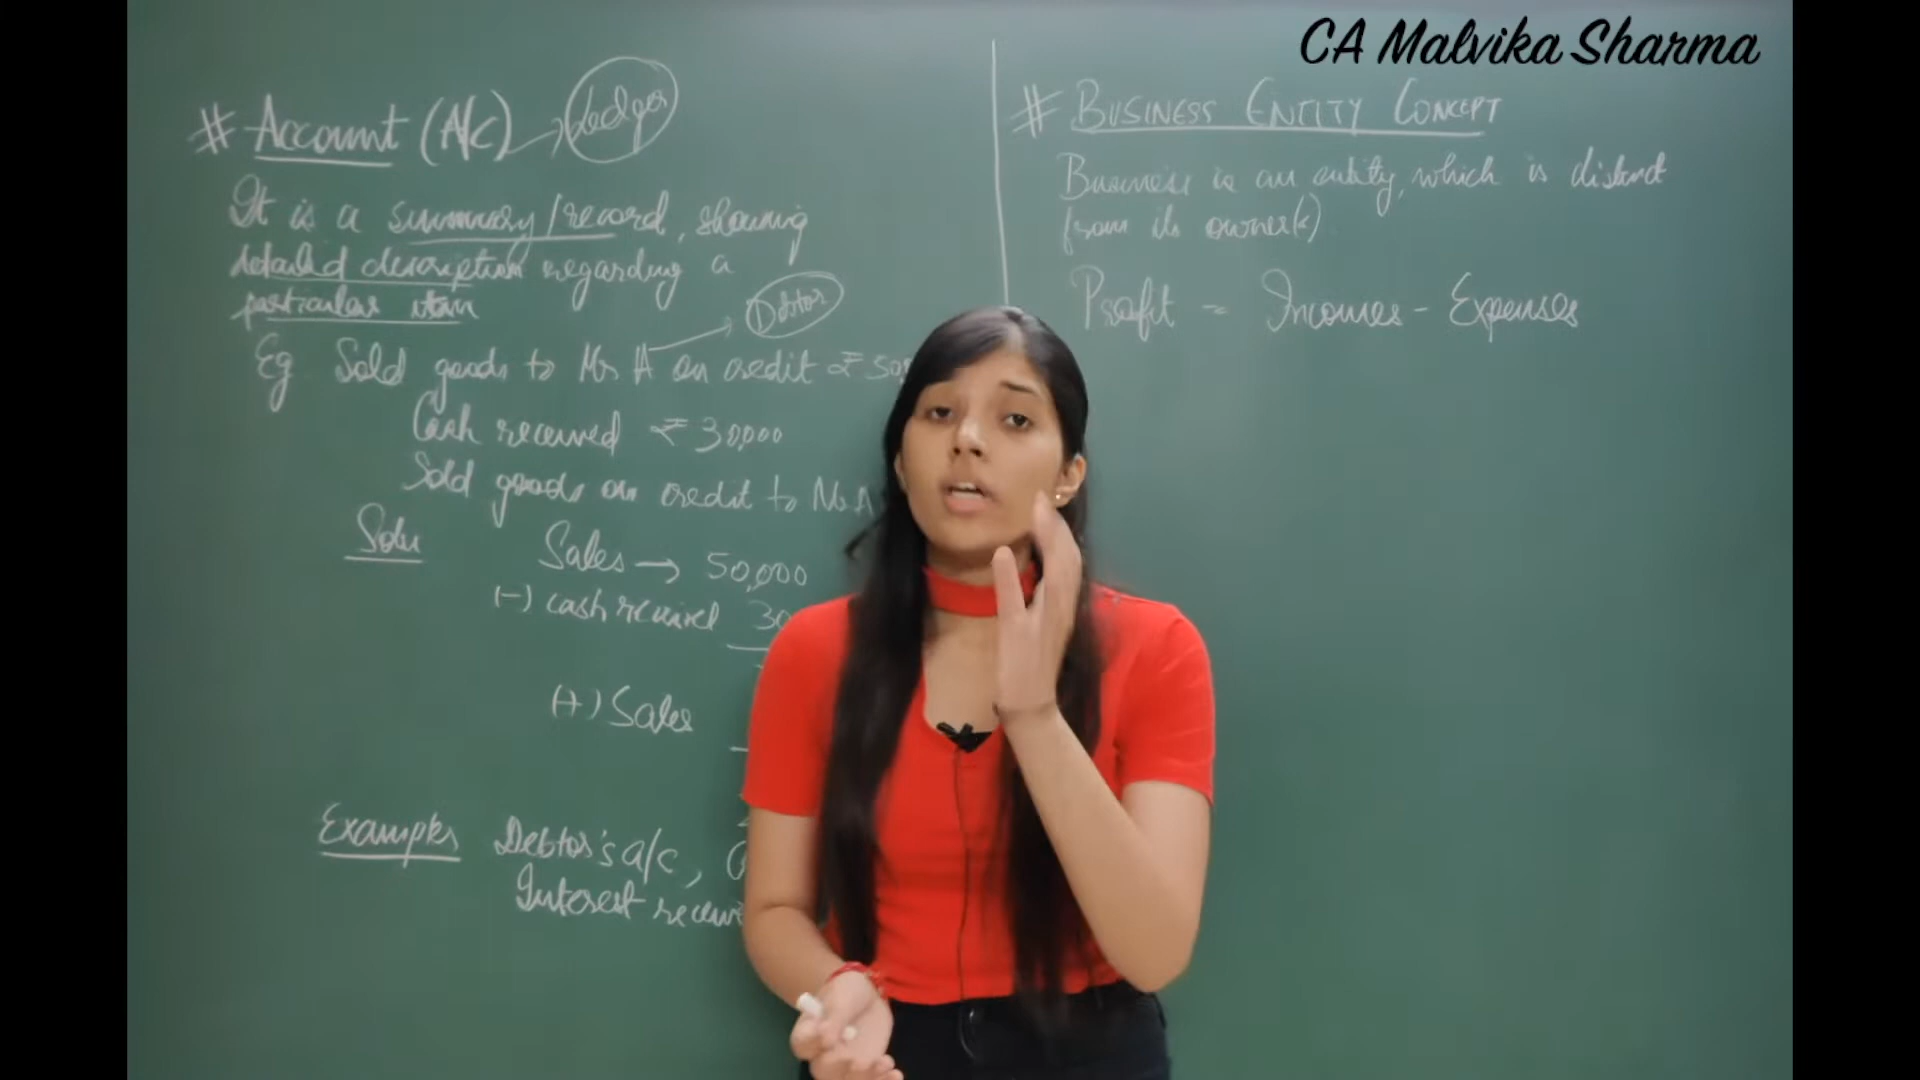 CA Malvika Sharma
# Account (A/c) → Ledger
It is a summary/record, showing
detailed description regarding a
particular item
Debtor
Eg Sold goods to Mr A on credit ₹ 50,
Cash received ₹ 30,000
Sold goods on credit to Mr A
Soln Sales → 50,000
(-) cash received 30
(+) Sales
Examples Debtor's a/c,
Interest receive
# BUSINESS ENTITY CONCEPT
Business is an entity, which is distinct
from its owner(s)
Profit = Incomes - Expenses